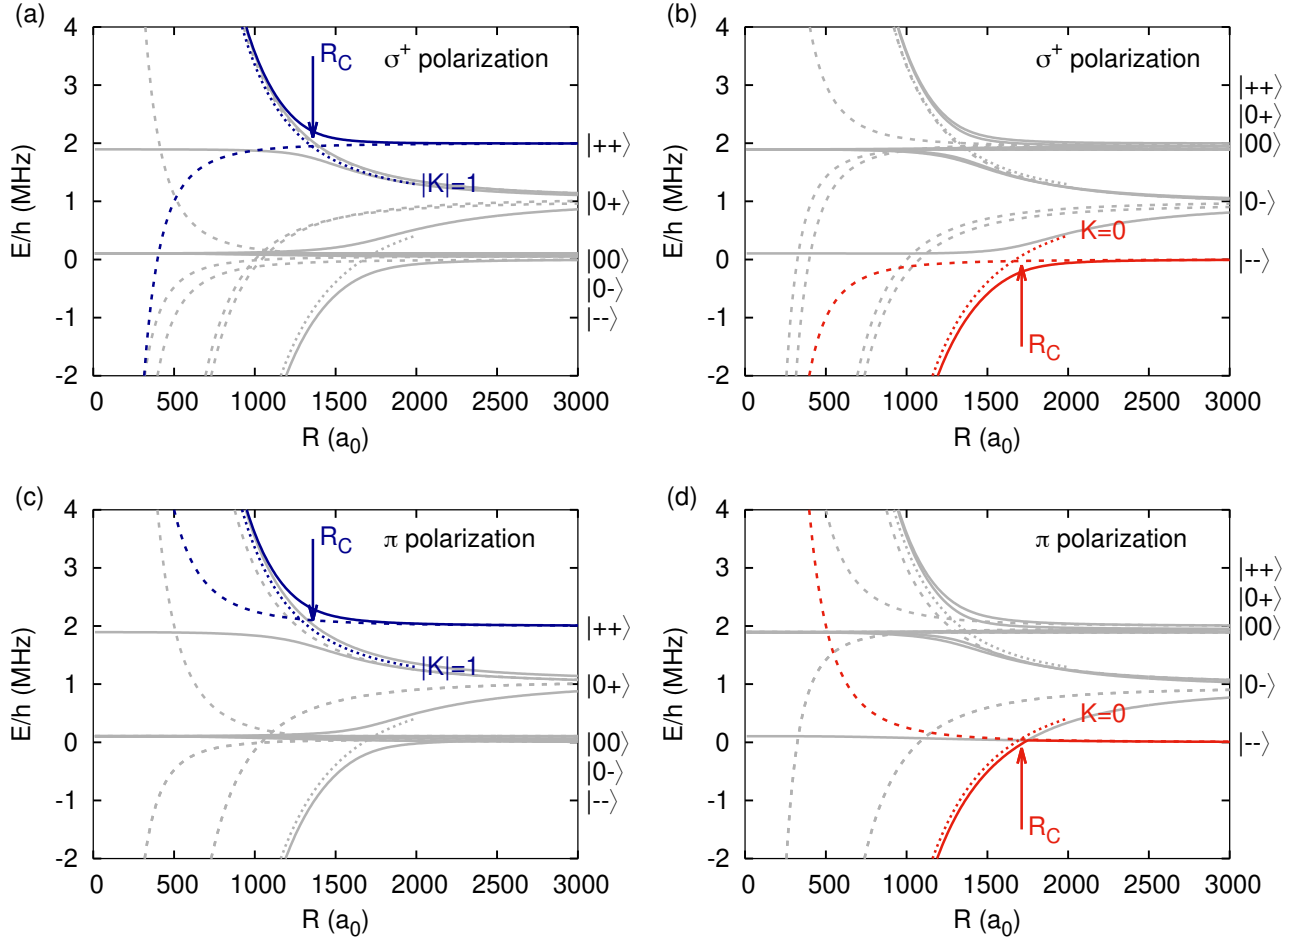 (a)
4
3
2
1
0
-1
-2
E/h (MHz)
R_C
σ+ polarization
|K|=1
|++⟩
|0+⟩
|00⟩
|0-⟩
|--⟩
0 500 1000 1500 2000 2500 3000
R (a0)
(b)
4
3
2
1
0
-1
-2
E/h (MHz)
σ+ polarization
K=0
R_C
|++⟩
|0+⟩
|00⟩
|0-⟩
|--⟩
0 500 1000 1500 2000 2500 3000
R (a0)
(c)
4
3
2
1
0
-1
-2
E/h (MHz)
R_C
π polarization
|K|=1
|++⟩
|0+⟩
|00⟩
|0-⟩
|--⟩
0 500 1000 1500 2000 2500 3000
R (a0)
(d)
4
3
2
1
0
-1
-2
E/h (MHz)
π polarization
K=0
R_C
|++⟩
|0+⟩
|00⟩
|0-⟩
|--⟩
0 500 1000 1500 2000 2500 3000
R (a0)